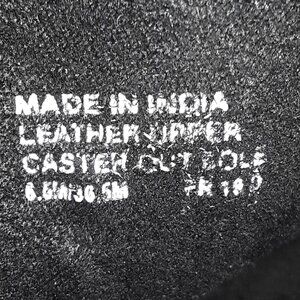 MADE IN INDIA
LEATHER UPPER
CASTER OUT SOLE
6.5M/36.5M